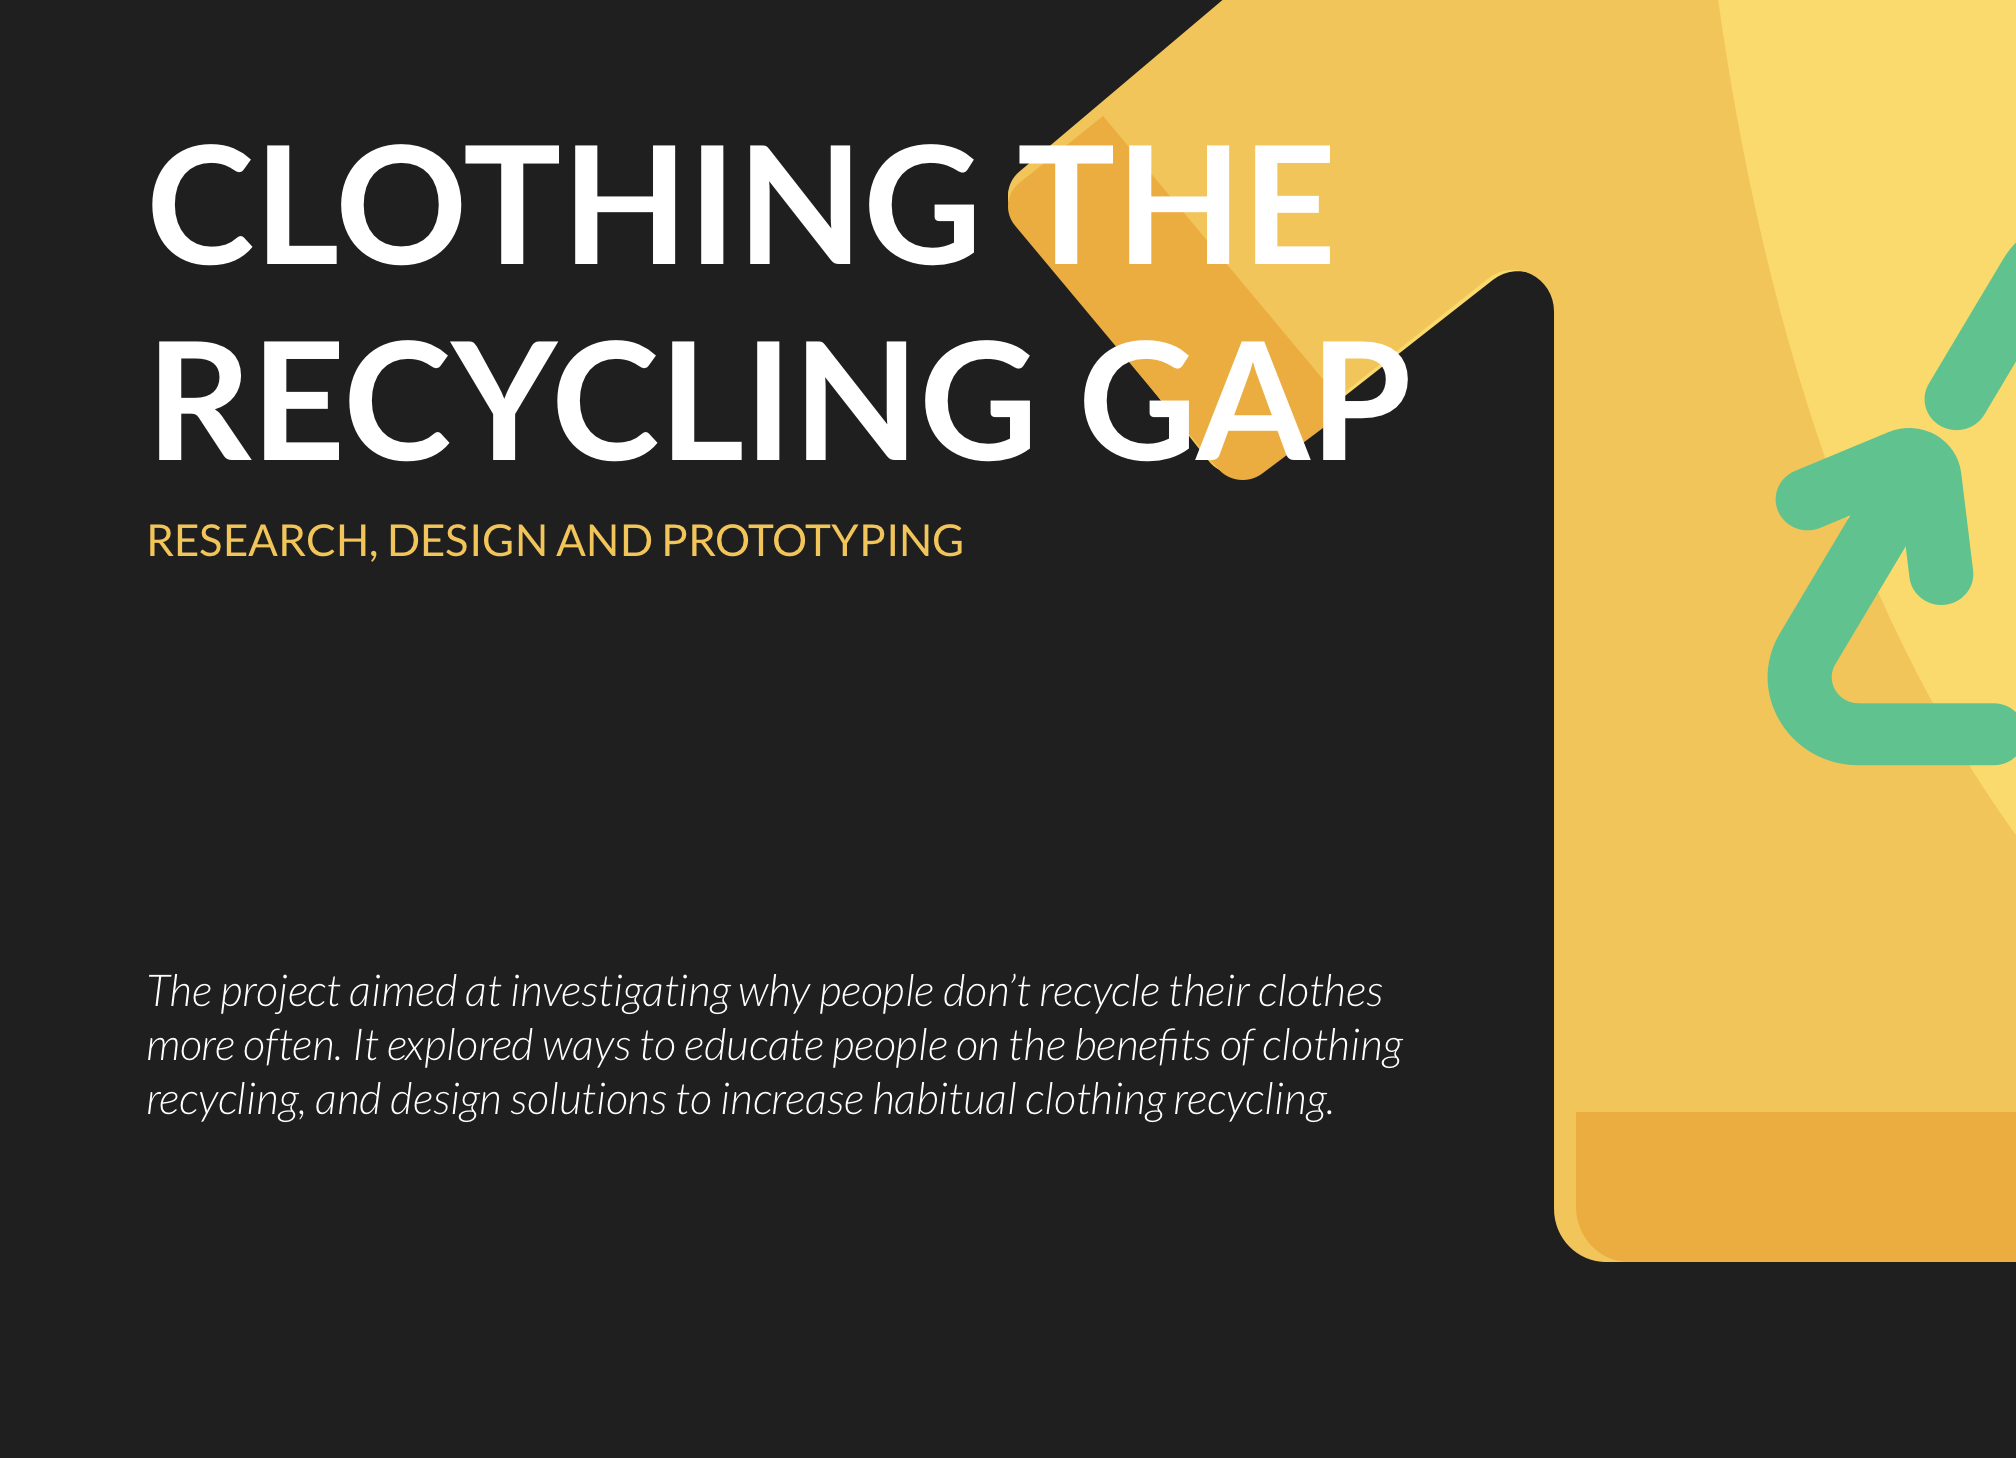 CLOTHING THE
RECYCLING GAP
RESEARCH, DESIGN AND PROTOTYPING
The project aimed at investigating why people don’t recycle their clothes
more often. It explored ways to educate people on the benefits of clothing
recycling, and design solutions to increase habitual clothing recycling.